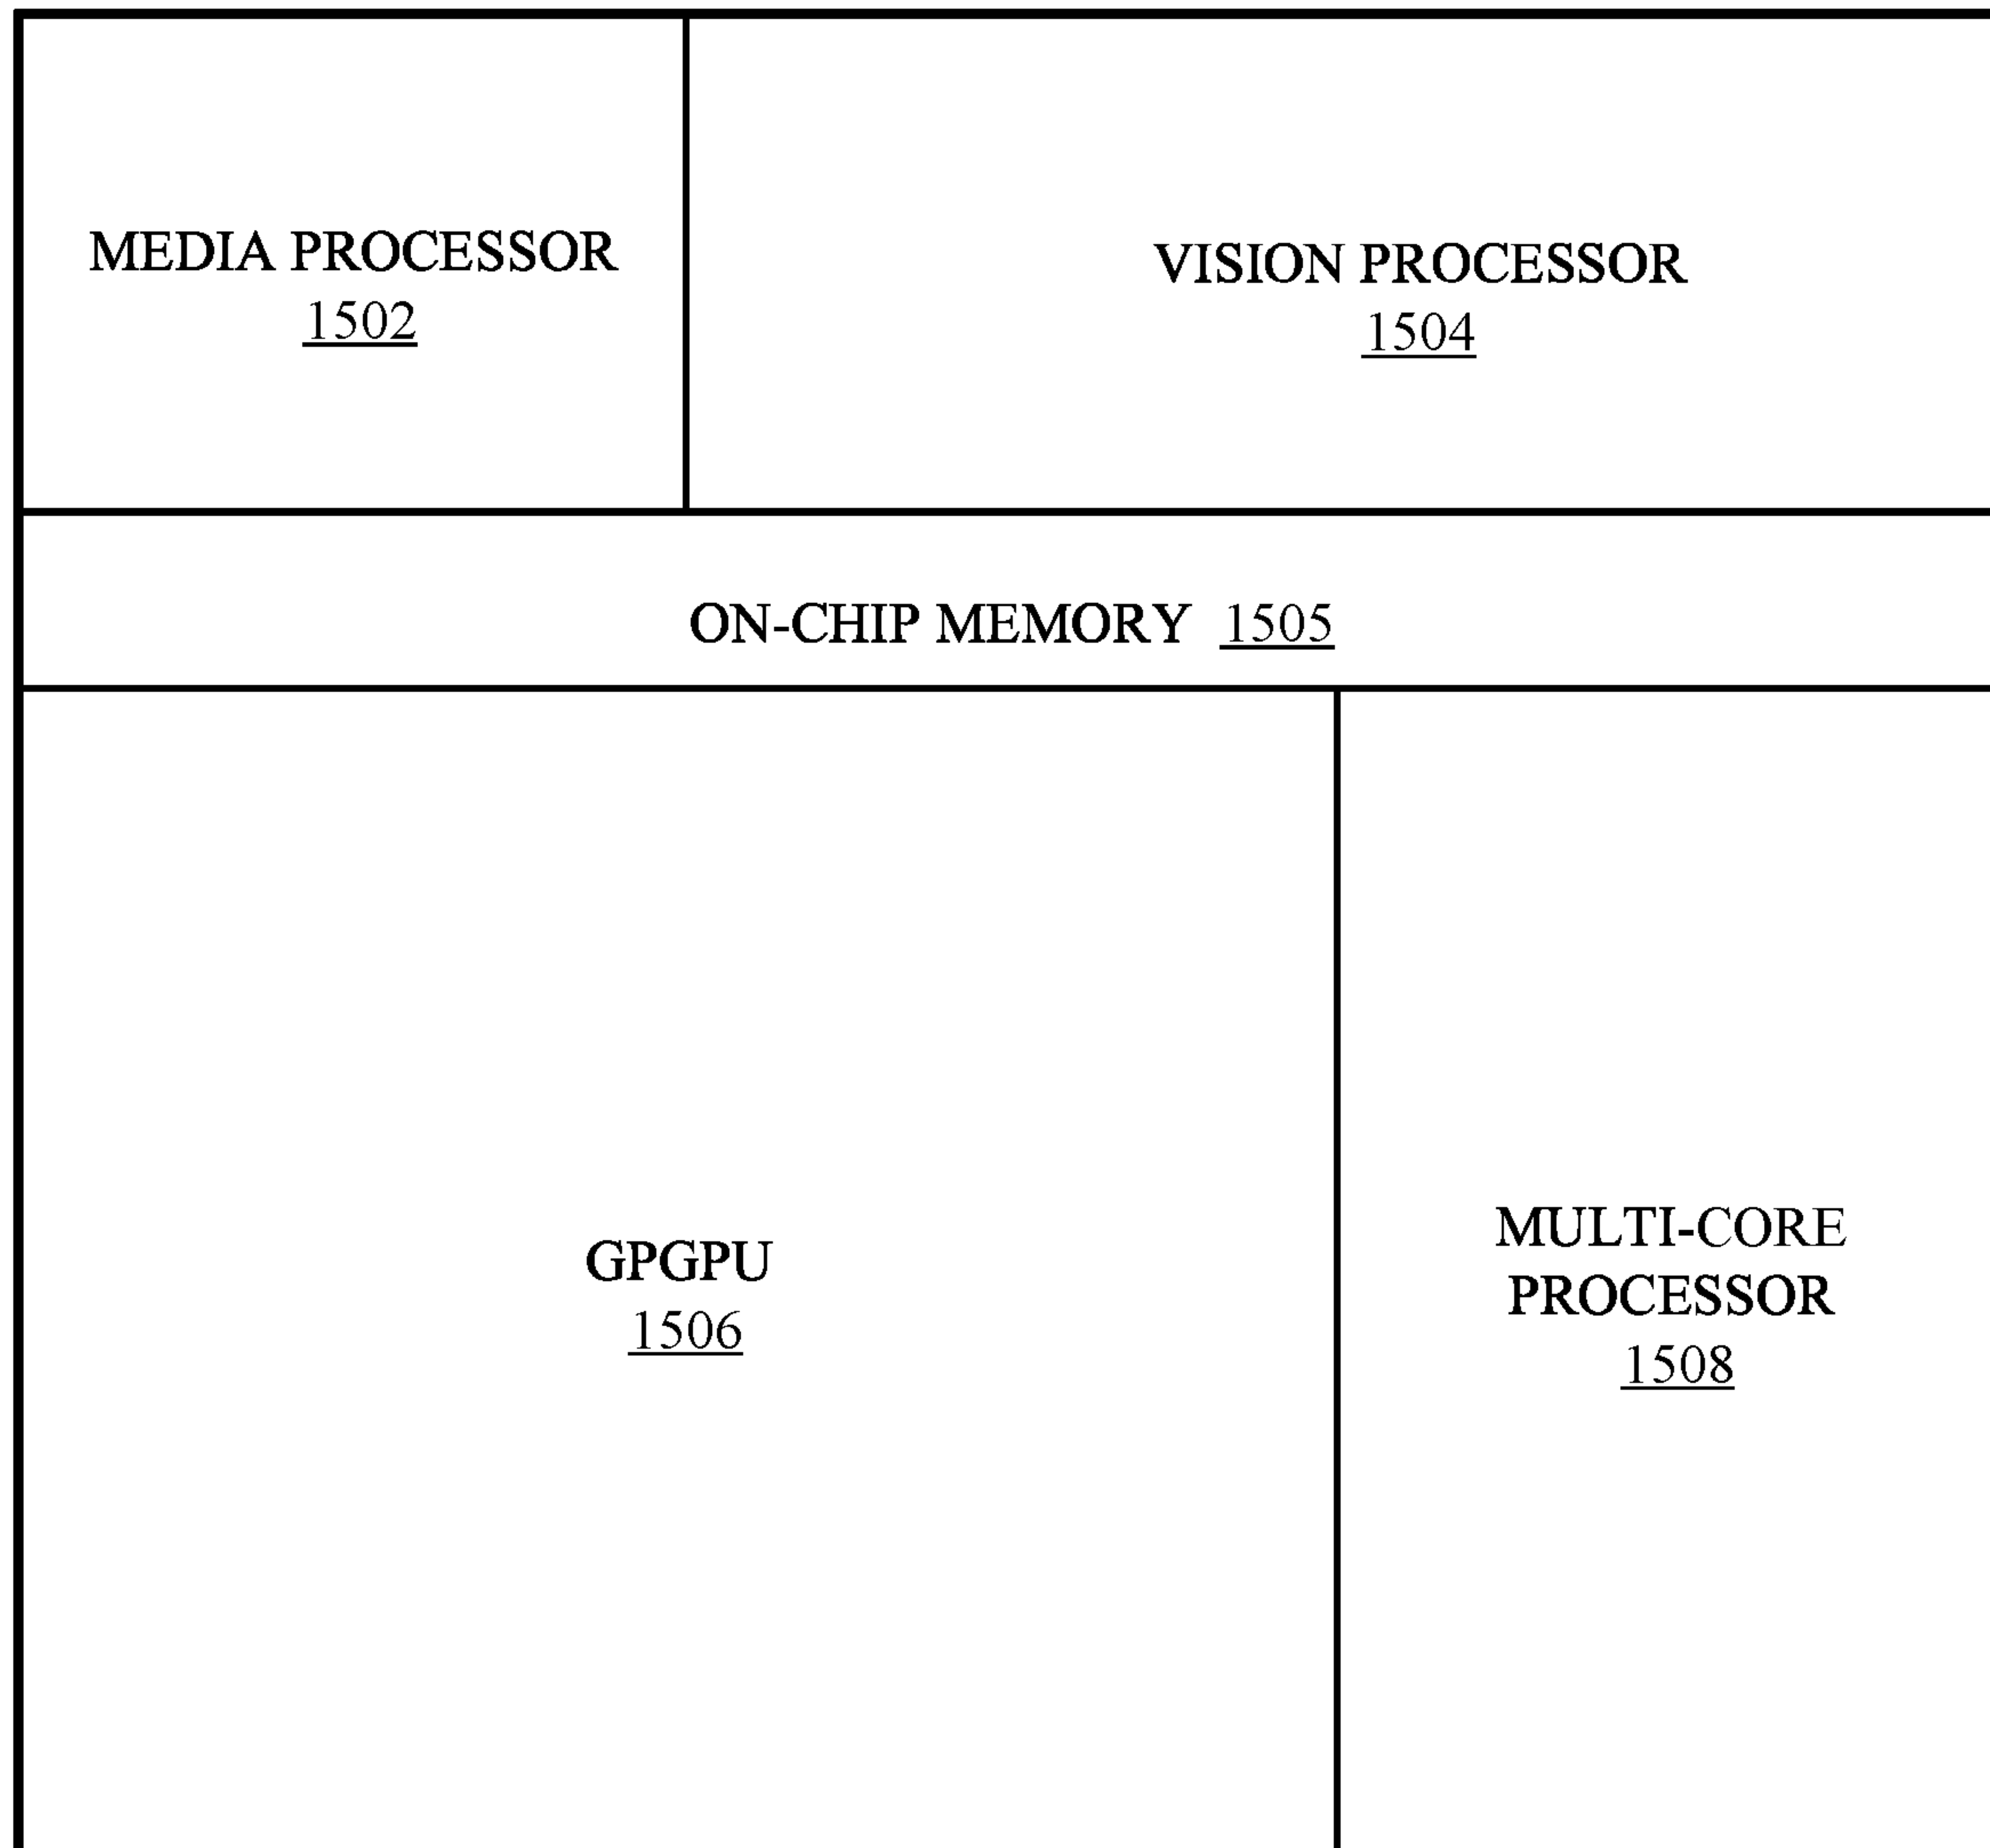 MEDIA PROCESSOR
1502
VISION PROCESSOR
1504
ON-CHIP MEMORY 1505
GPGPU
1506
MULTI-CORE
PROCESSOR
1508